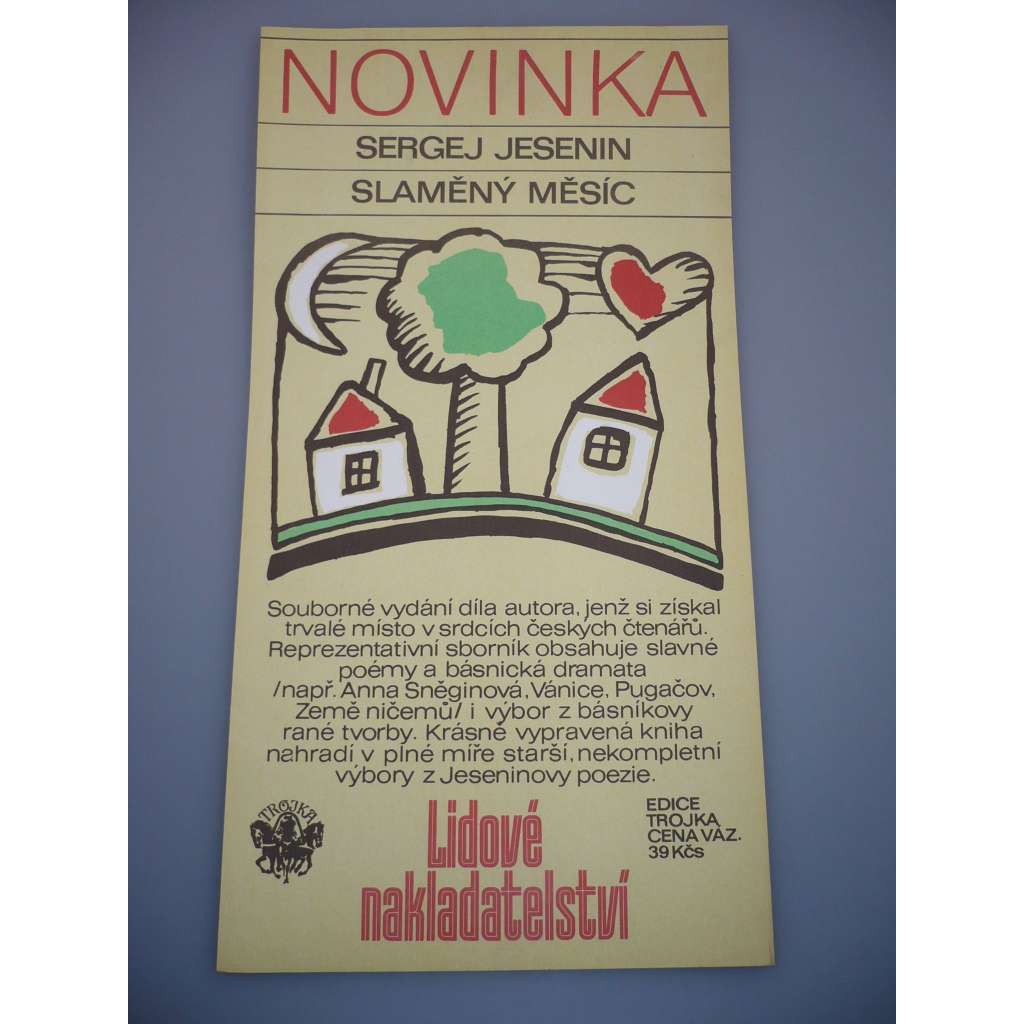 NOVINKA
SERGEJ JESENIN
SLAMĚNÝ MĚSÍC
Souborné vydání díla autora, jenž si získal
trvalé místo v srdcích českých čtenářů.
Reprezentativní sborník obsahuje slavné
poémy a básnická dramata
/např. Anna Sněginová, Vánice, Pugačov,
Země ničemů/ i výbor z básníkovy
rané tvorby. Krásně vypravená kniha
nahradí v plné míře starší, nekompletní
výbory z Jeseninovy poezie.
TROJKA
Lidové
nakladatelství
EDICE
TROJKA
CENA VÁZ.
39 Kčs